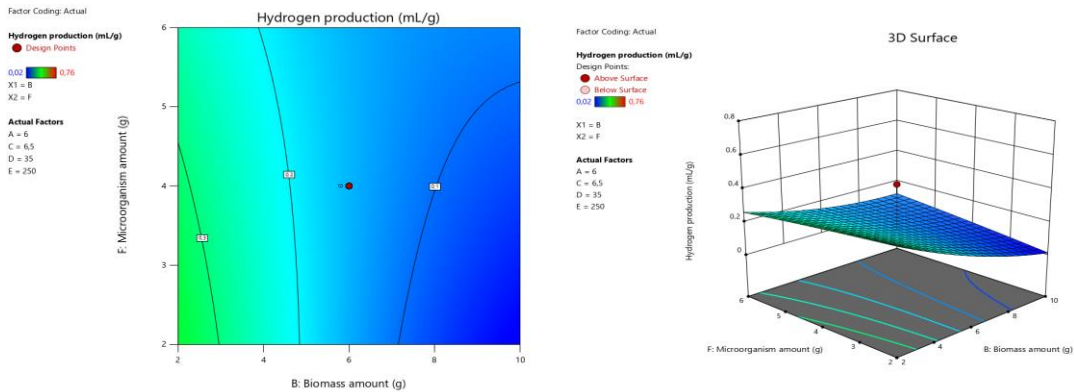 Factor Coding: Actual
Hydrogen production (mL/g)
Design Points
0,02 0,76
X1 = B
X2 = F
Actual Factors
A = 6
C = 6,5
D = 35
E = 250
Hydrogen production (mL/g)
F: Microorganism amount (g)
6
5
4
3
2
0.3
0.2
0.1
2 4 6 8 10
B: Biomass amount (g)
Factor Coding: Actual
Hydrogen production (mL/g)
Design Points:
Above Surface
Below Surface
0,02 0,76
X1 = B
X2 = F
Actual Factors
A = 6
C = 6,5
D = 35
E = 250
3D Surface
Hydrogen production (mL/g)
0.8
0.6
0.4
0.2
0
6
5
4
3
2
F: Microorganism amount (g)
2
4
6
8
10
B: Biomass amount (g)